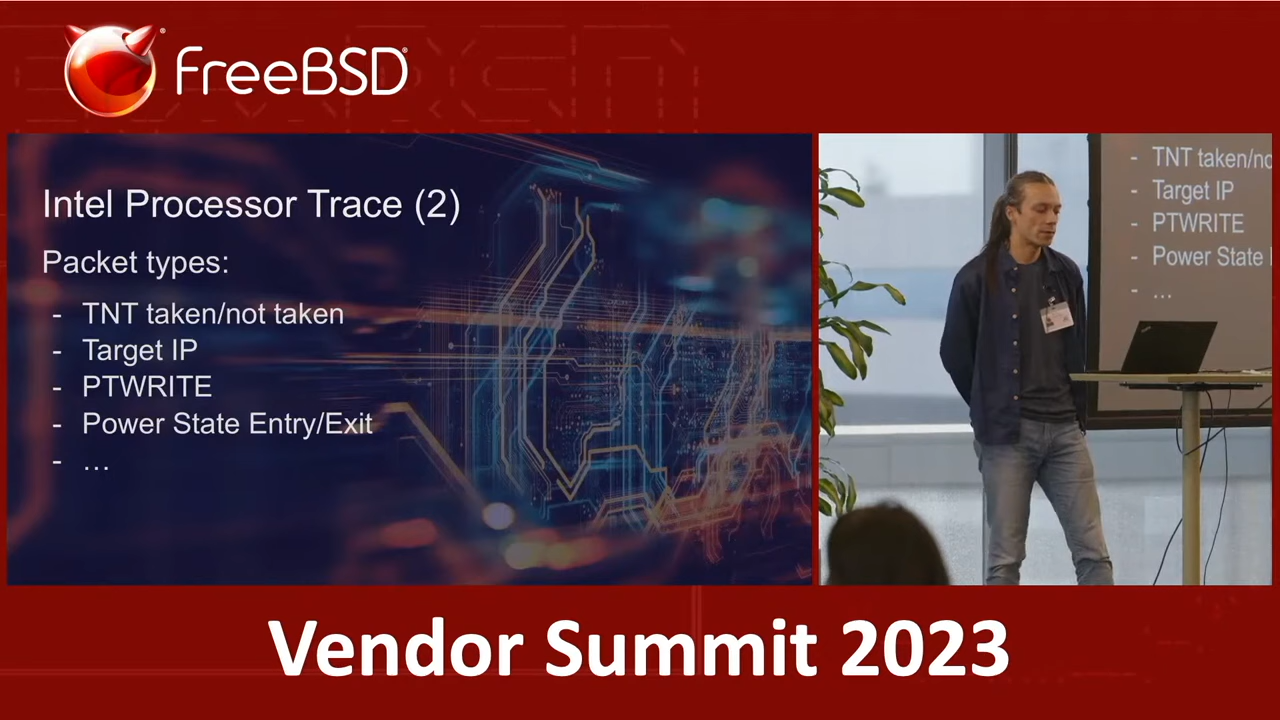 FreeBSD®
Intel Processor Trace (2)
Packet types:
- TNT taken/not taken
- Target IP
- PTWRITE
- Power State Entry/Exit
- …
- TNT taken/no
- Target IP
- PTWRITE
- Power State
- …
Vendor Summit 2023